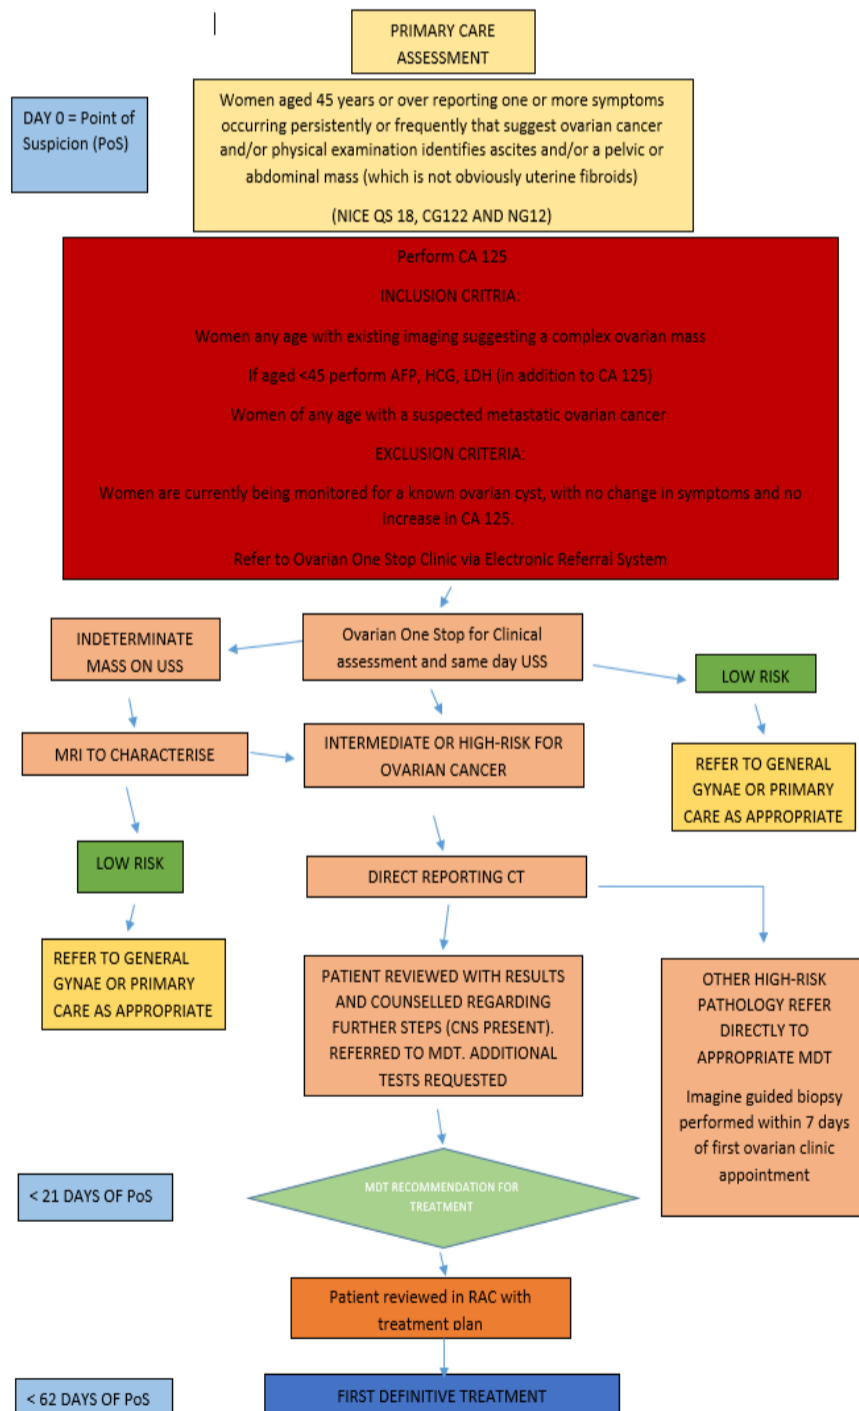 PRIMARY CARE
ASSESSMENT
DAY 0 = Point of
Suspicion (PoS)
Women aged 45 years or over reporting one or more symptoms
occurring persistently or frequently that suggest ovarian cancer
and/or physical examination identifies ascites and/or a pelvic or
abdominal mass (which is not obviously uterine fibroids)
(NICE QS 18, CG122 AND NG12)
Perform CA 125
INCLUSION CRITRIA:
Women any age with existing imaging suggesting a complex ovarian mass
If aged <45 perform AFP, HCG, LDH (in addition to CA 125)
Women of any age with a suspected metastatic ovarian cancer
EXCLUSION CRITERIA:
Women are currently being monitored for a known ovarian cyst, with no change in symptoms and no
increase in CA 125.
Refer to Ovarian One Stop Clinic via Electronic Referral System
INDETERMINATE
MASS ON USS
Ovarian One Stop for Clinical
assessment and same day USS
LOW RISK
MRI TO CHARACTERISE
INTERMEDIATE OR HIGH-RISK FOR
OVARIAN CANCER
REFER TO GENERAL
GYNAE OR PRIMARY
CARE AS APPROPRIATE
LOW RISK
DIRECT REPORTING CT
REFER TO GENERAL
GYNAE OR PRIMARY
CARE AS APPROPRIATE
PATIENT REVIEWED WITH RESULTS
AND COUNSELLED REGARDING
FURTHER STEPS (CNS PRESENT).
REFERRED TO MDT. ADDITIONAL
TESTS REQUESTED
OTHER HIGH-RISK
PATHOLOGY REFER
DIRECTLY TO
APPROPRIATE MDT
Imagine guided biopsy
performed within 7 days
of first ovarian clinic
appointment
< 21 DAYS OF PoS
MDT RECOMMENDATION FOR
TREATMENT
Patient reviewed in RAC with
treatment plan
< 62 DAYS OF PoS
FIRST DEFINITIVE TREATMENT